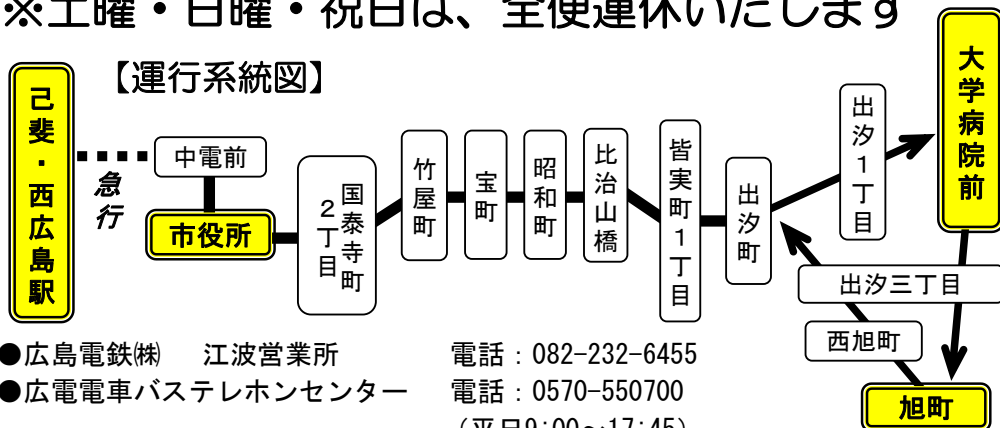 ※土曜・日曜・祝日は、全便運休いたします
【運行系統図】
己斐・西広島駅
急行
中電前
市役所
国泰寺町
２丁目
竹屋町
宝町
昭和町
比治山橋
皆実町１丁目
出汐町
出汐１丁目
大学病院前
出汐三丁目
西旭町
旭町
●広島電鉄㈱　江波営業所　電話：082-232-6455
●広電電車バステレホンセンター　電話：0570-550700
（平日9:00～17:45）